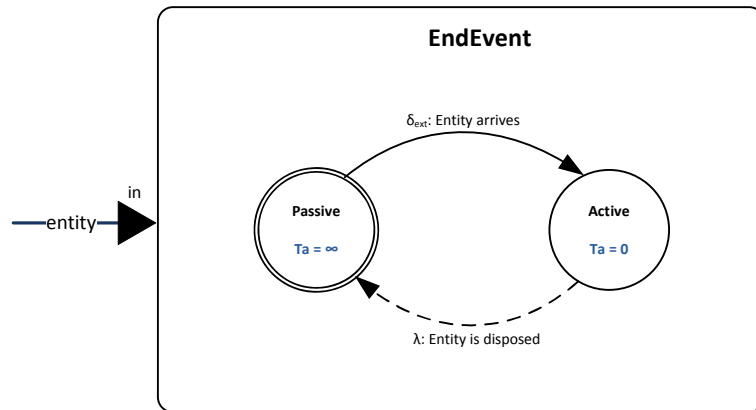 EndEvent
δext: Entity arrives
in
entity
Passive
Active
Ta = ∞
Ta = 0
λ: Entity is disposed